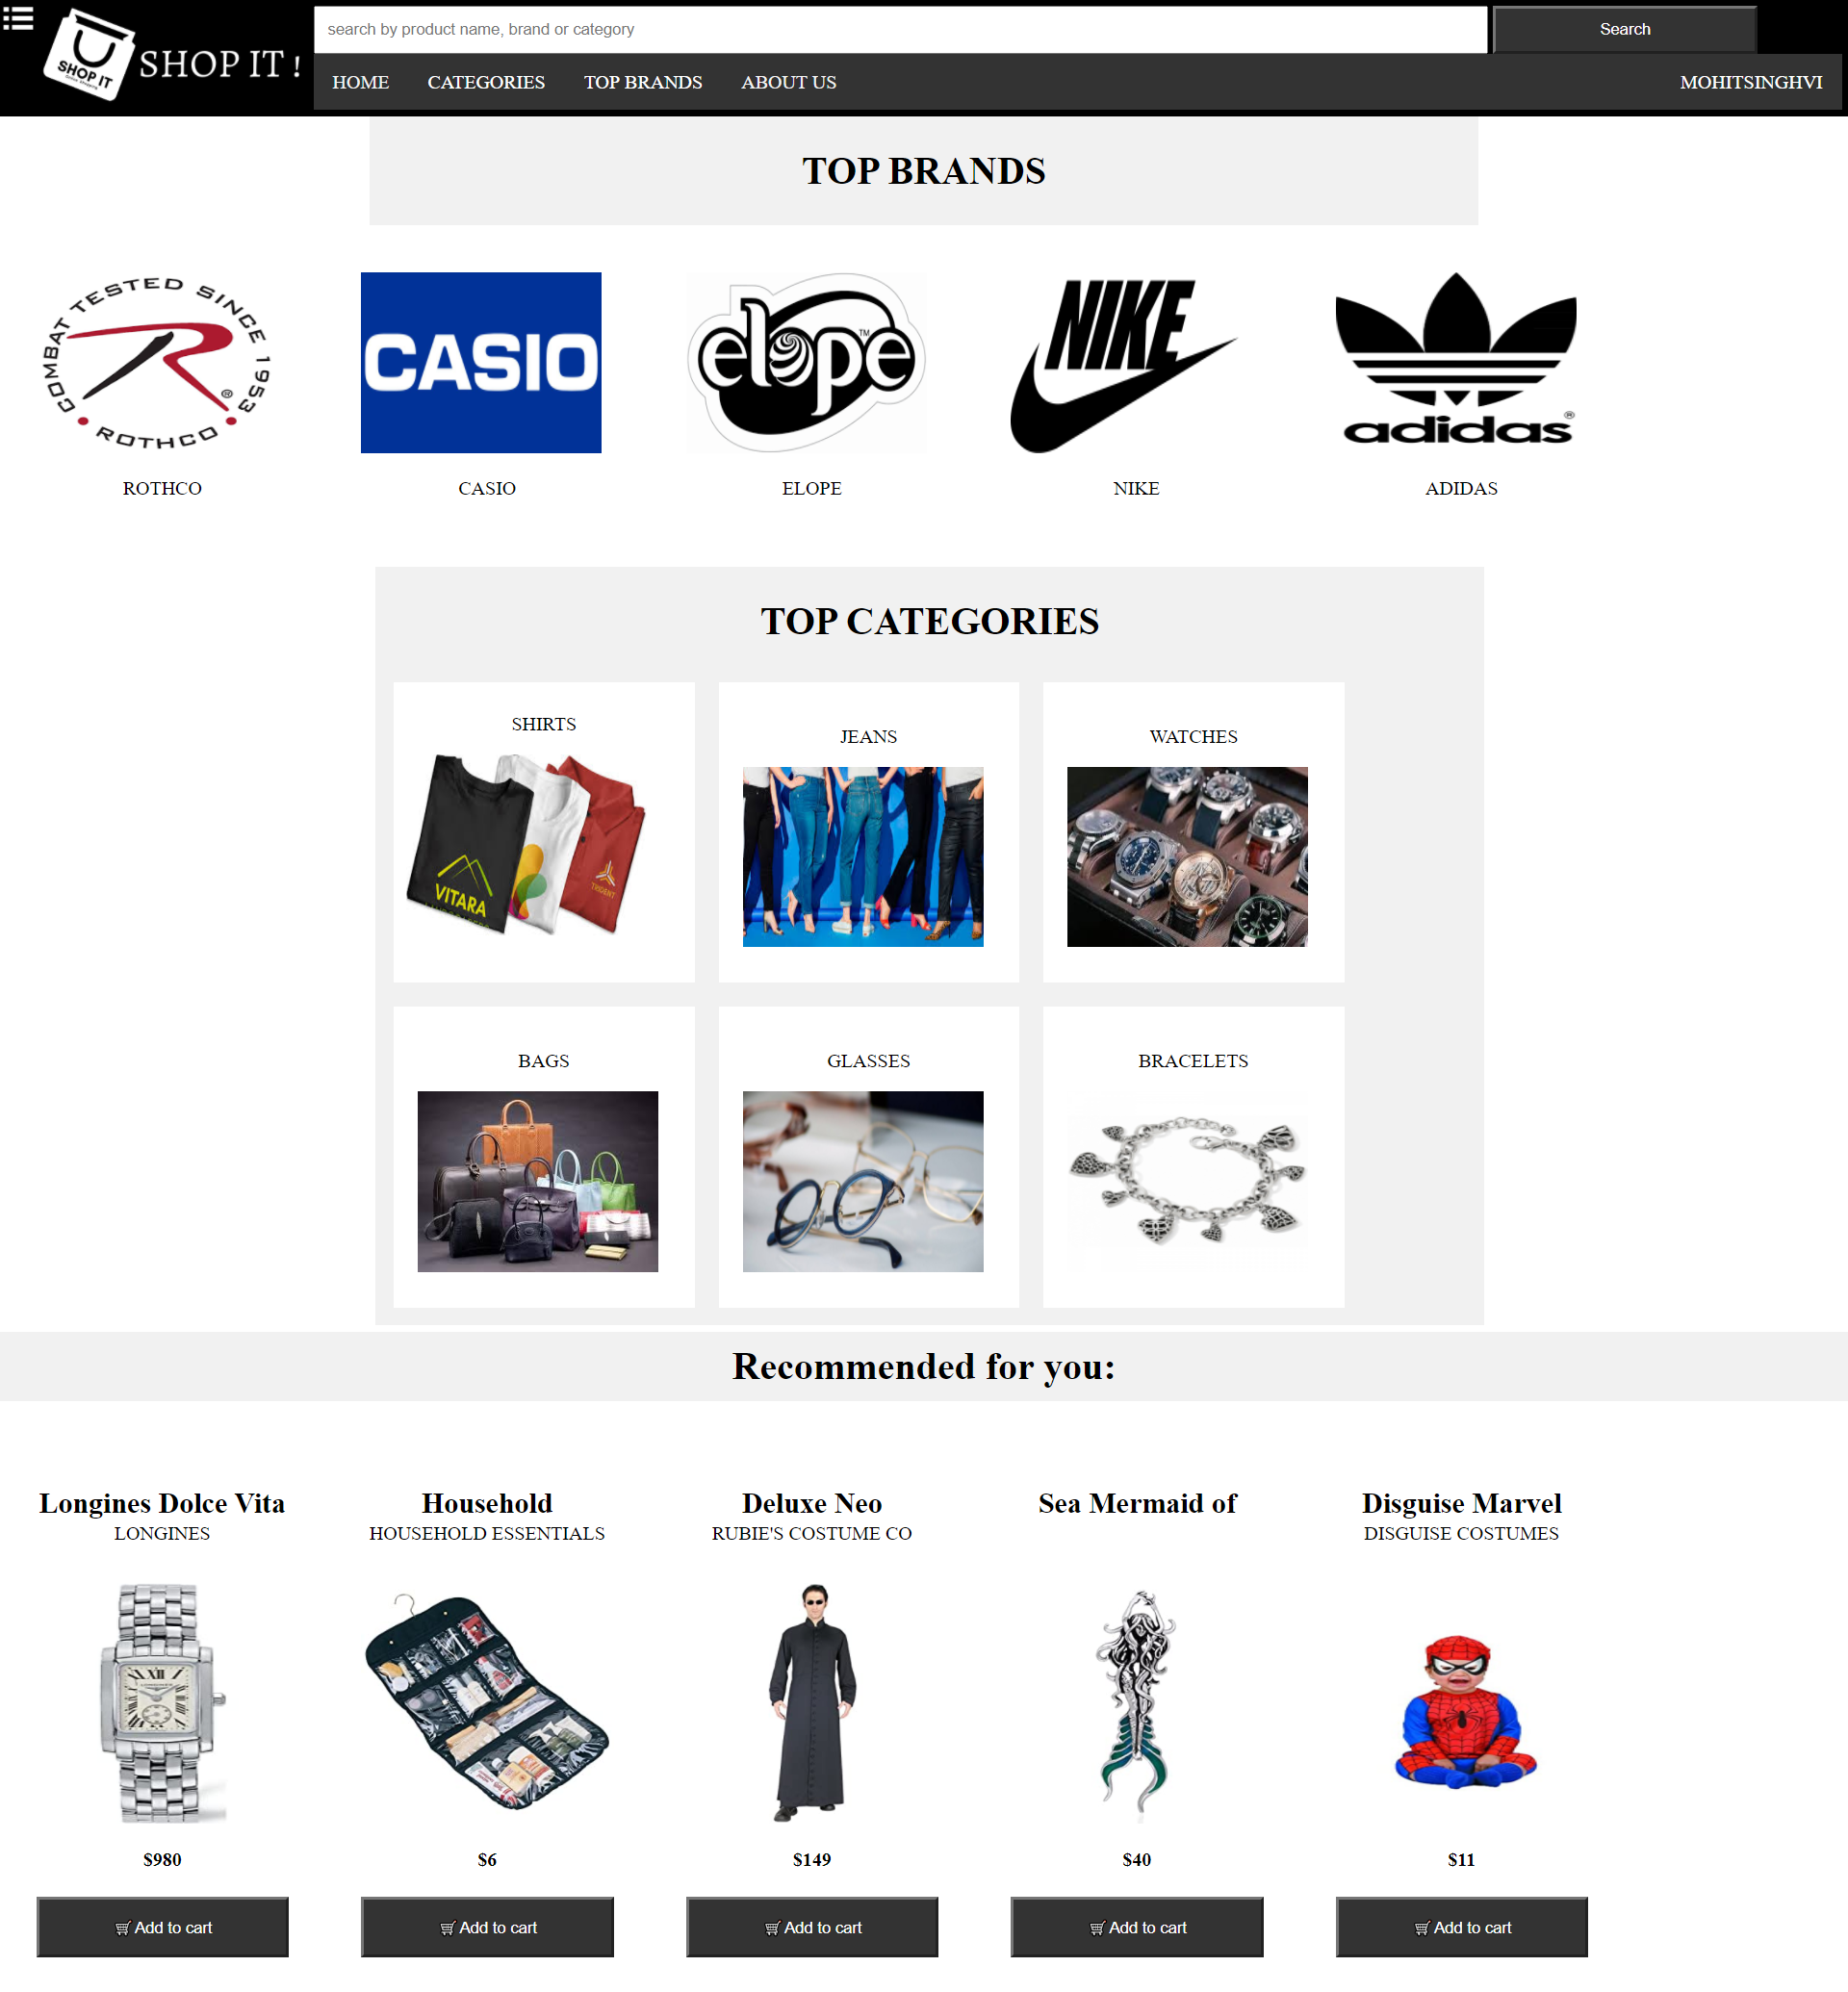 SHOP IT
SHOP IT !
search by product name, brand or category
Search
HOME
CATEGORIES
TOP BRANDS
ABOUT US
MOHITSINGHVI
TOP BRANDS
COMBAT TESTED SINCE 1953
R®
ROTHCO
CASIO
elope™
NIKE
adidas®
ROTHCO
CASIO
ELOPE
NIKE
ADIDAS
TOP CATEGORIES
SHIRTS
JEANS
WATCHES
VITARA
TRIDENT
BAGS
GLASSES
BRACELETS
Recommended for you:
Longines Dolce Vita
LONGINES
Household
HOUSEHOLD ESSENTIALS
Deluxe Neo
RUBIE'S COSTUME CO
Sea Mermaid of
Disguise Marvel
DISGUISE COSTUMES
$980
$6
$149
$40
$11
Add to cart
Add to cart
Add to cart
Add to cart
Add to cart